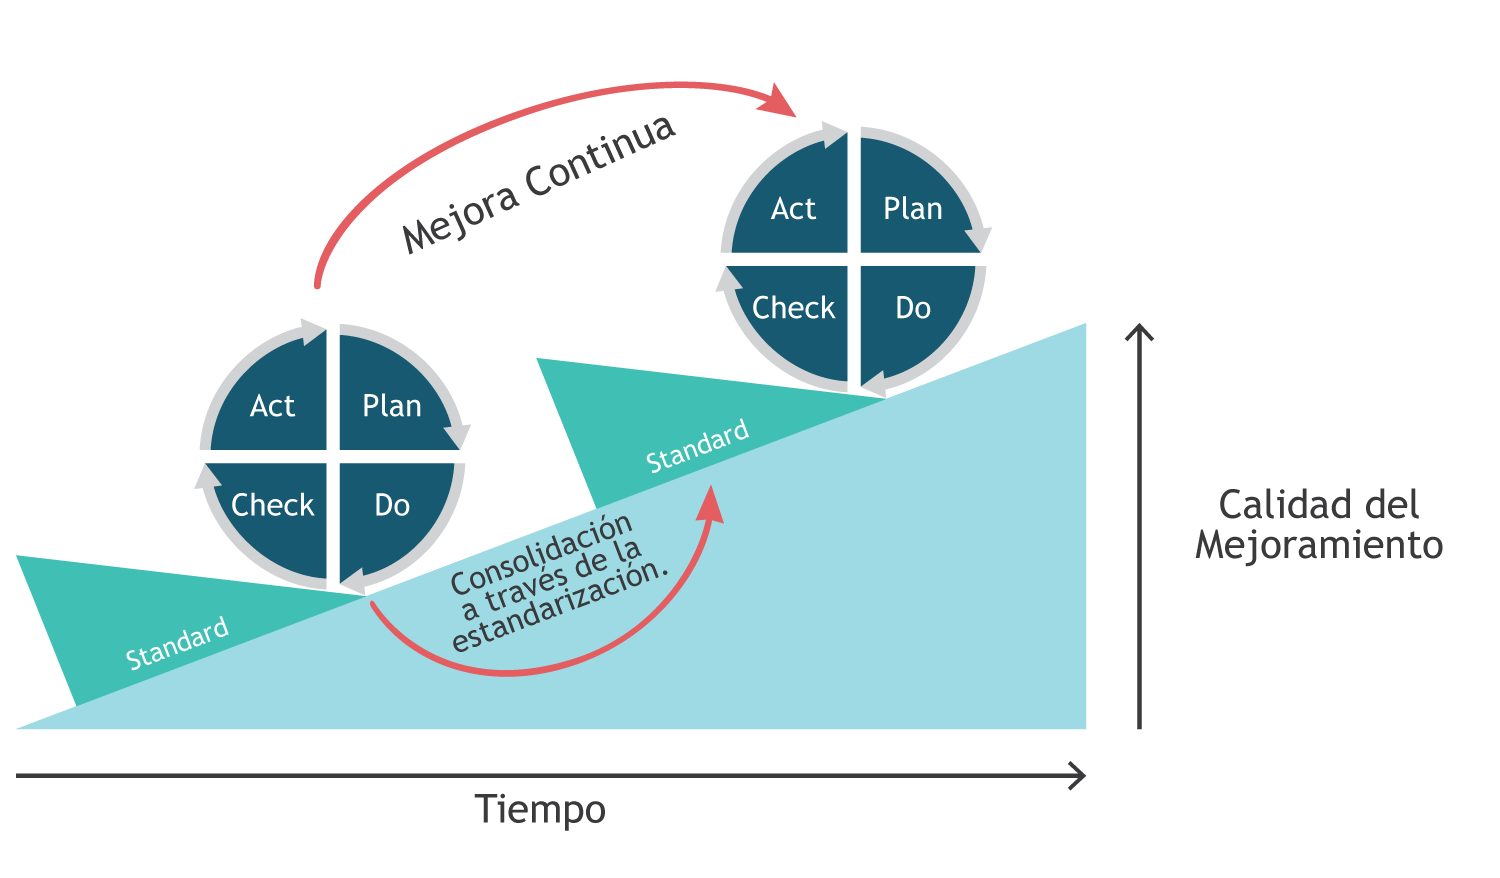 Mejora Continua
Act
Plan
Check
Do
Act
Plan
Check
Do
Standard
Standard
Consolidación
a través de la
estandarización.
Calidad del
Mejoramiento
Tiempo